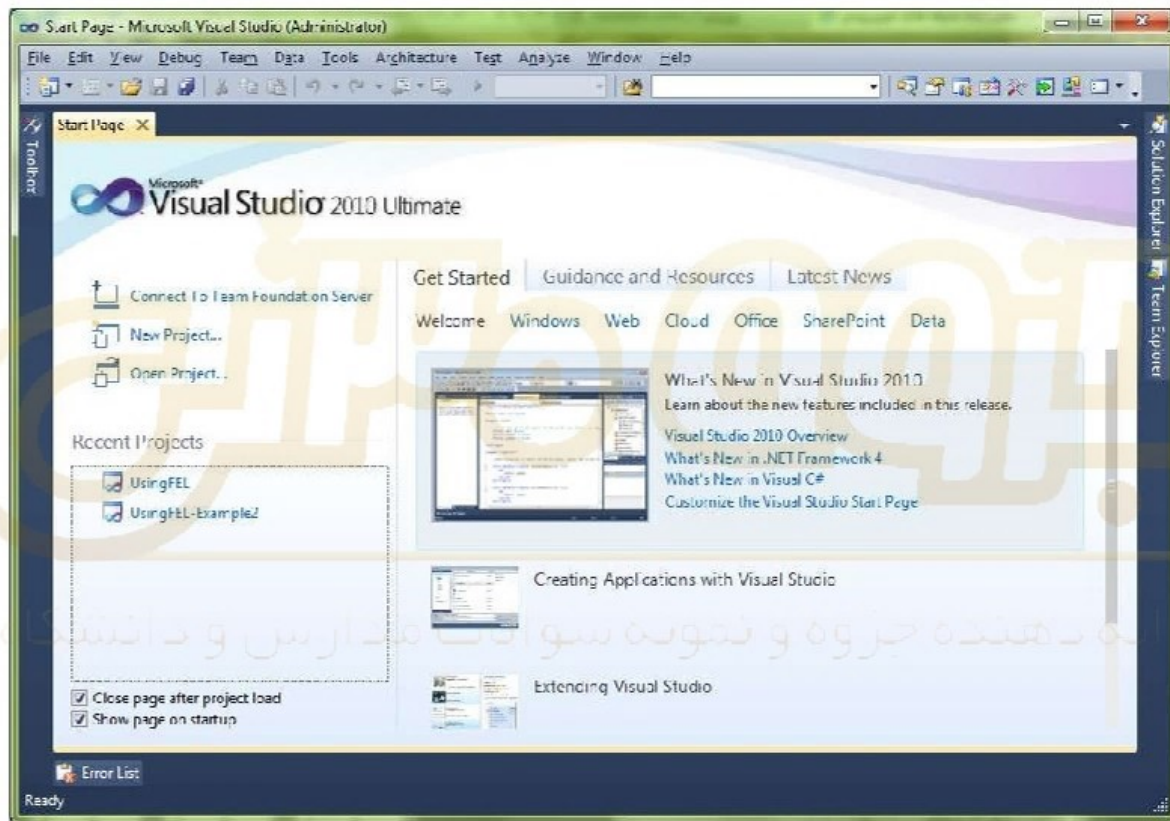 Start Page - Microsoft Visual Studio (Administrator)
File Edit View Debug Team Data Tools Architecture Test Analyze Window Help
Start Page
Toolbox
Solution Explorer
Team Explorer
Microsoft
Visual Studio 2010 Ultimate
Connect To Team Foundation Server
New Project...
Open Project...
Recent Projects
UsingFEL
UsingFEL-Example2
Close page after project load
Show page on startup
Get Started Guidance and Resources Latest News
Welcome Windows Web Cloud Office SharePoint Data
What's New in Visual Studio 2010
Learn about the new features included in this release.
Visual Studio 2010 Overview
What's New in .NET Framework 4
What's New in Visual C#
Customize the Visual Studio Start Page
Creating Applications with Visual Studio
Extending Visual Studio
Error List
Ready